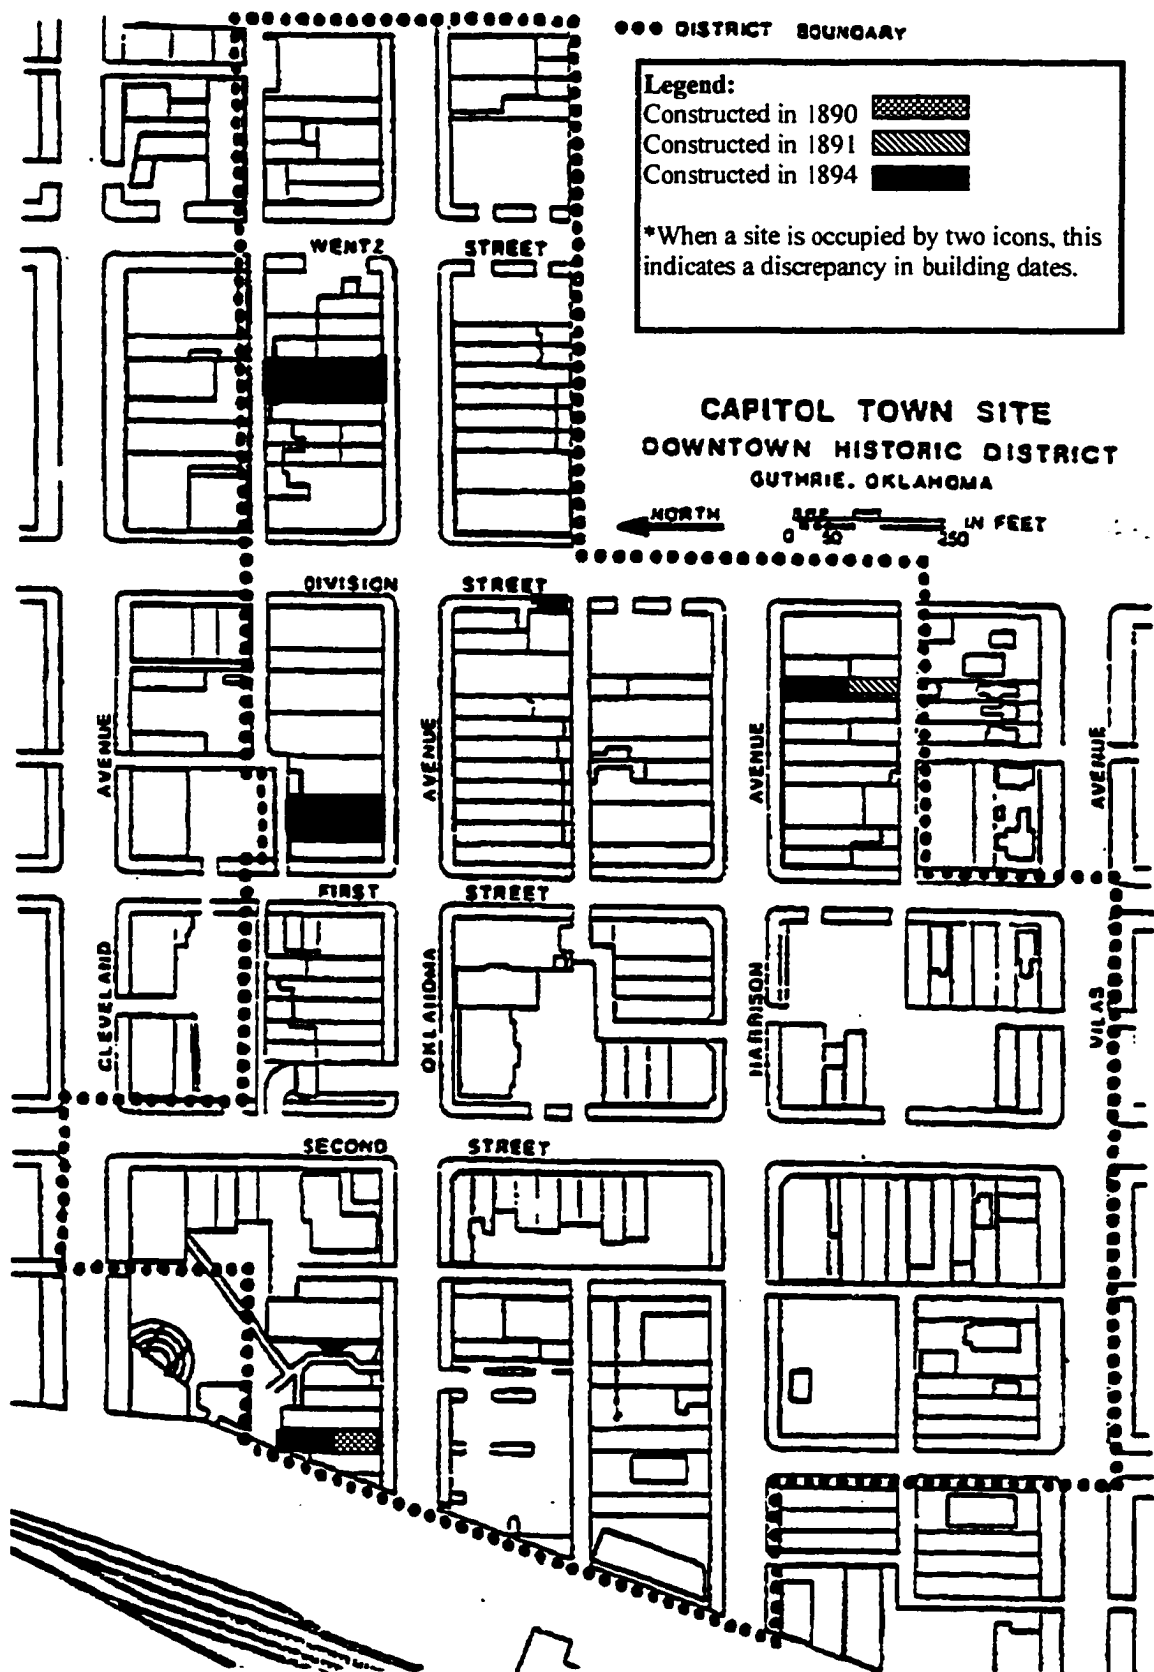 ●●● DISTRICT BOUNDARY
Legend:
Constructed in 1890
Constructed in 1891
Constructed in 1894
*When a site is occupied by two icons, this
indicates a discrepancy in building dates.
WENTZ STREET
CAPITOL TOWN SITE
DOWNTOWN HISTORIC DISTRICT
GUTHRIE, OKLAHOMA
NORTH
0 50 250 IN FEET
DIVISION STREET
AVENUE
AVENUE
AVENUE
AVENUE
FIRST STREET
CLEVELAND
OKLAHOMA
HARRISON
VILAS
SECOND STREET